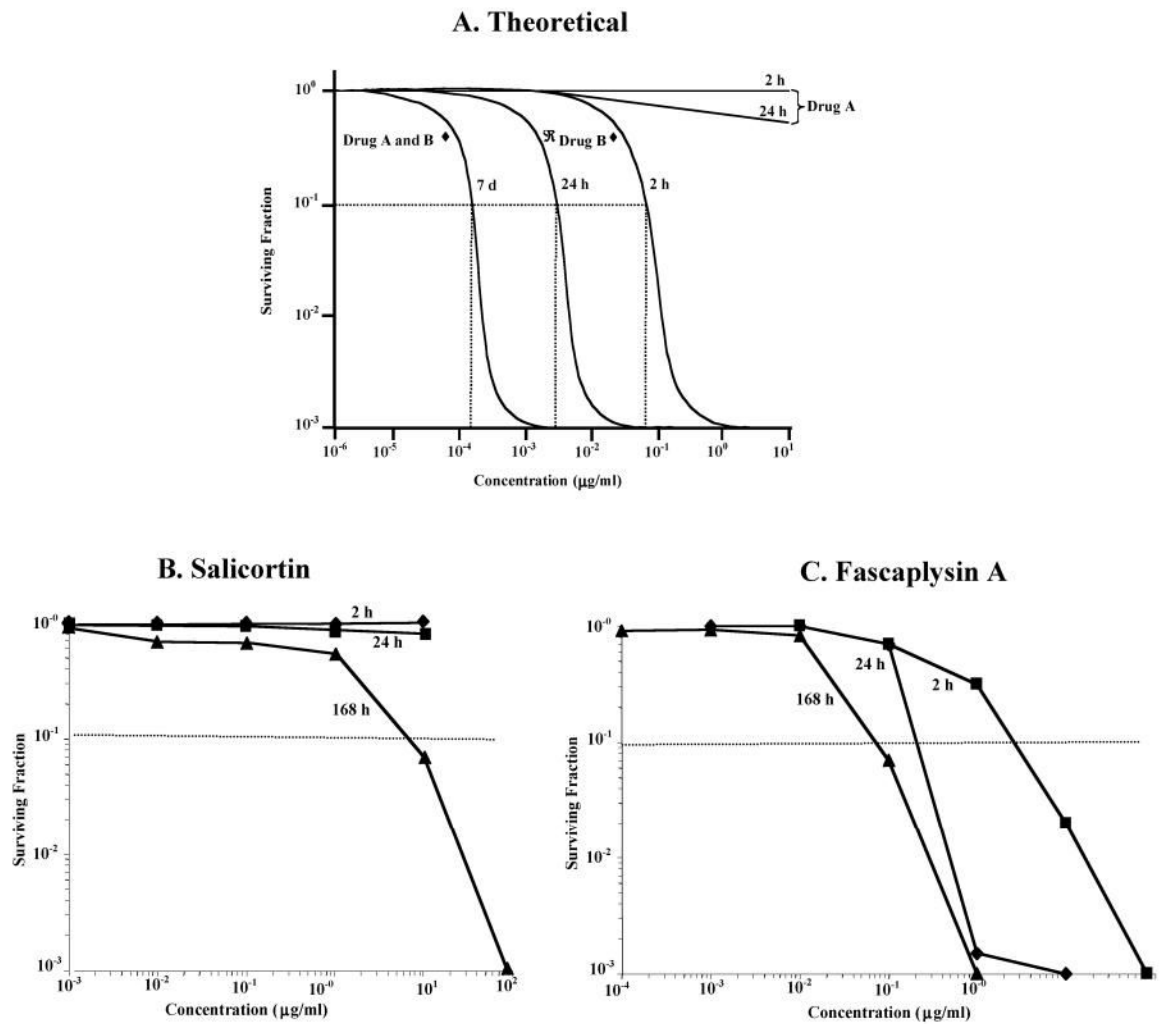 A. Theoretical
10⁰
10⁻¹
10⁻²
10⁻³
Surviving Fraction
2 h
24 h
Drug A
Drug A and B ♦
ℜ Drug B ♦
7 d
24 h
2 h
10⁻⁶ 10⁻⁵ 10⁻⁴ 10⁻³ 10⁻² 10⁻¹ 10⁰ 10¹
Concentration (µg/ml)
B. Salicortin
10⁻⁰
10⁻¹
10⁻²
10⁻³
Surviving Fraction
2 h
24 h
168 h
10⁻³ 10⁻² 10⁻¹ 10⁻⁰ 10¹ 10²
Concentration (µg/ml)
C. Fascaplysin A
10⁻⁰
10⁻¹
10⁻²
10⁻³
Surviving Fraction
24 h
2 h
168 h
10⁻⁴ 10⁻³ 10⁻² 10⁻¹ 10⁻⁰
Concentration (µg/ml)